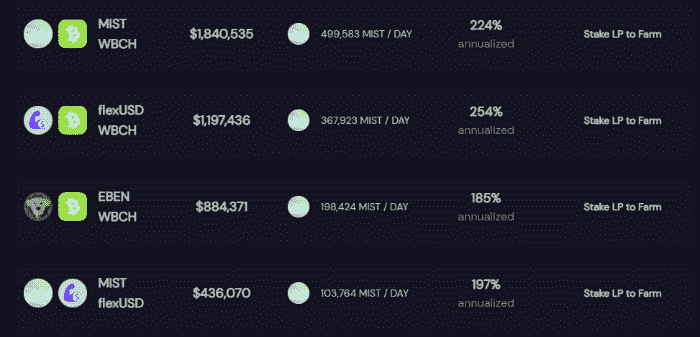 MIST
WBCH
$1,840,535
499,583 MIST / DAY
224%
annualized
Stake LP to Farm
flexUSD
WBCH
$1,197,436
367,923 MIST / DAY
254%
annualized
Stake LP to Farm
EBEN
WBCH
$884,371
198,424 MIST / DAY
185%
annualized
Stake LP to Farm
MIST
flexUSD
$436,070
103,764 MIST / DAY
197%
annualized
Stake LP to Farm